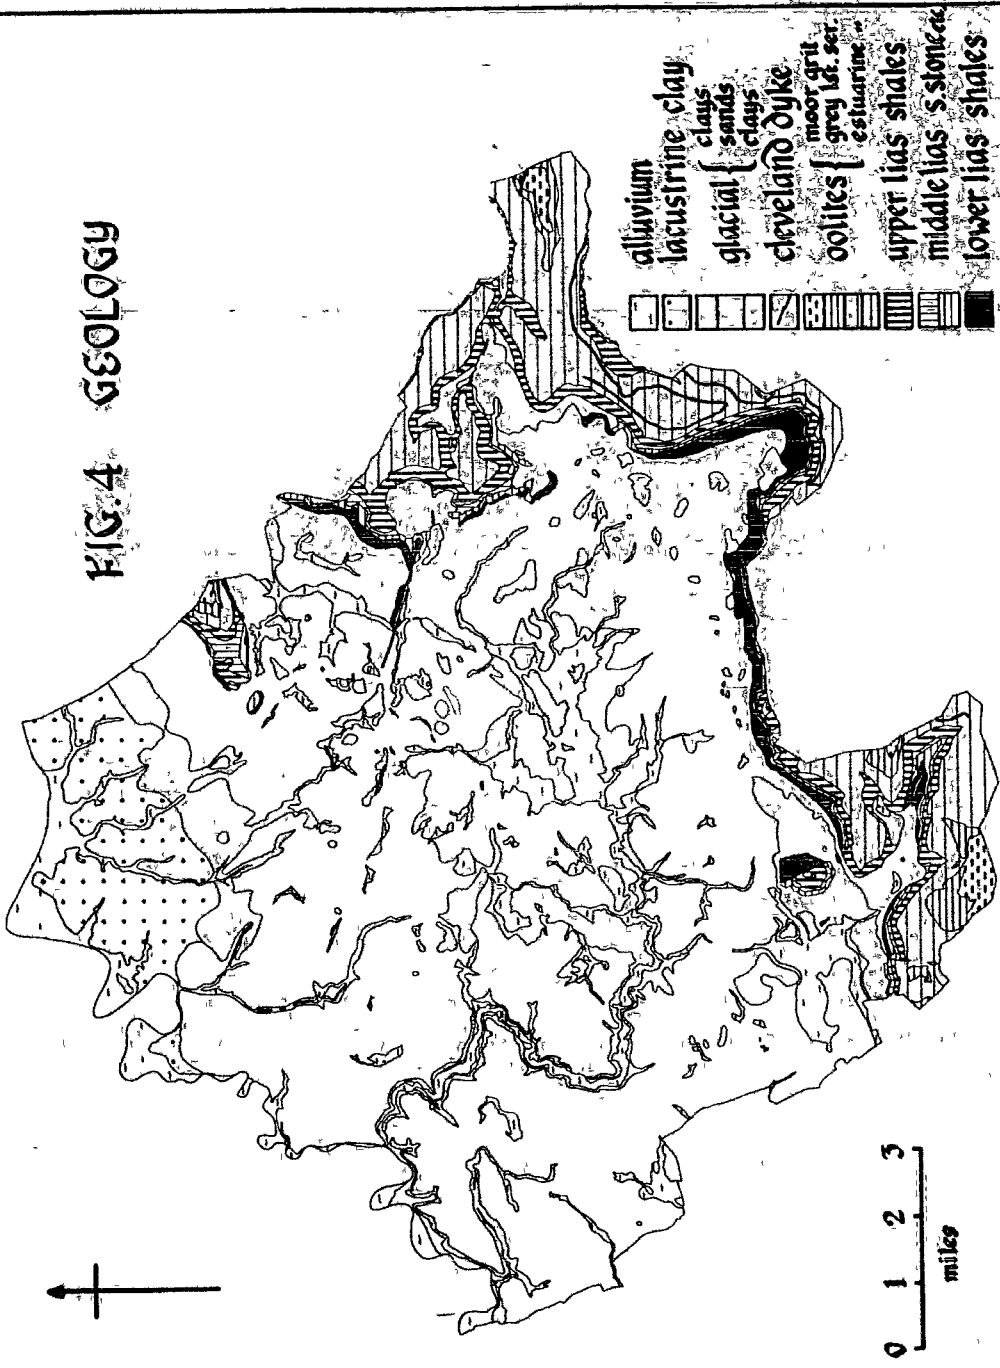 FIG.4 GEOLOGY
alluvium
lacustrine clay
glacial { clays
sands
clays
cleveland dyke
oolites { moor grit
grey lst. ser.
estuarine "
upper lias shales
middle lias s.stone &c
lower lias shales
0 1 2 3
miles